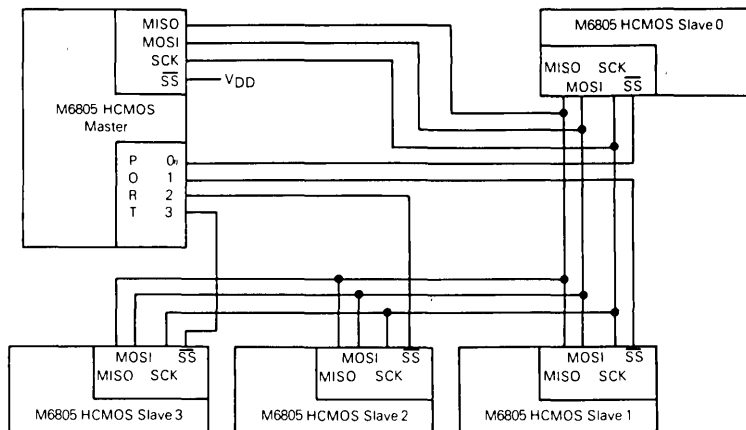 MISO
MOSI
SCK
SS
VDD
M6805 HCMOS
Master
P 0
O 1
R 2
T 3
M6805 HCMOS Slave 0
MISO SCK
MOSI SS
MOSI SS
MISO SCK
M6805 HCMOS Slave 3
MOSI SS
MISO SCK
M6805 HCMOS Slave 2
MOSI SS
MISO SCK
M6805 HCMOS Slave 1